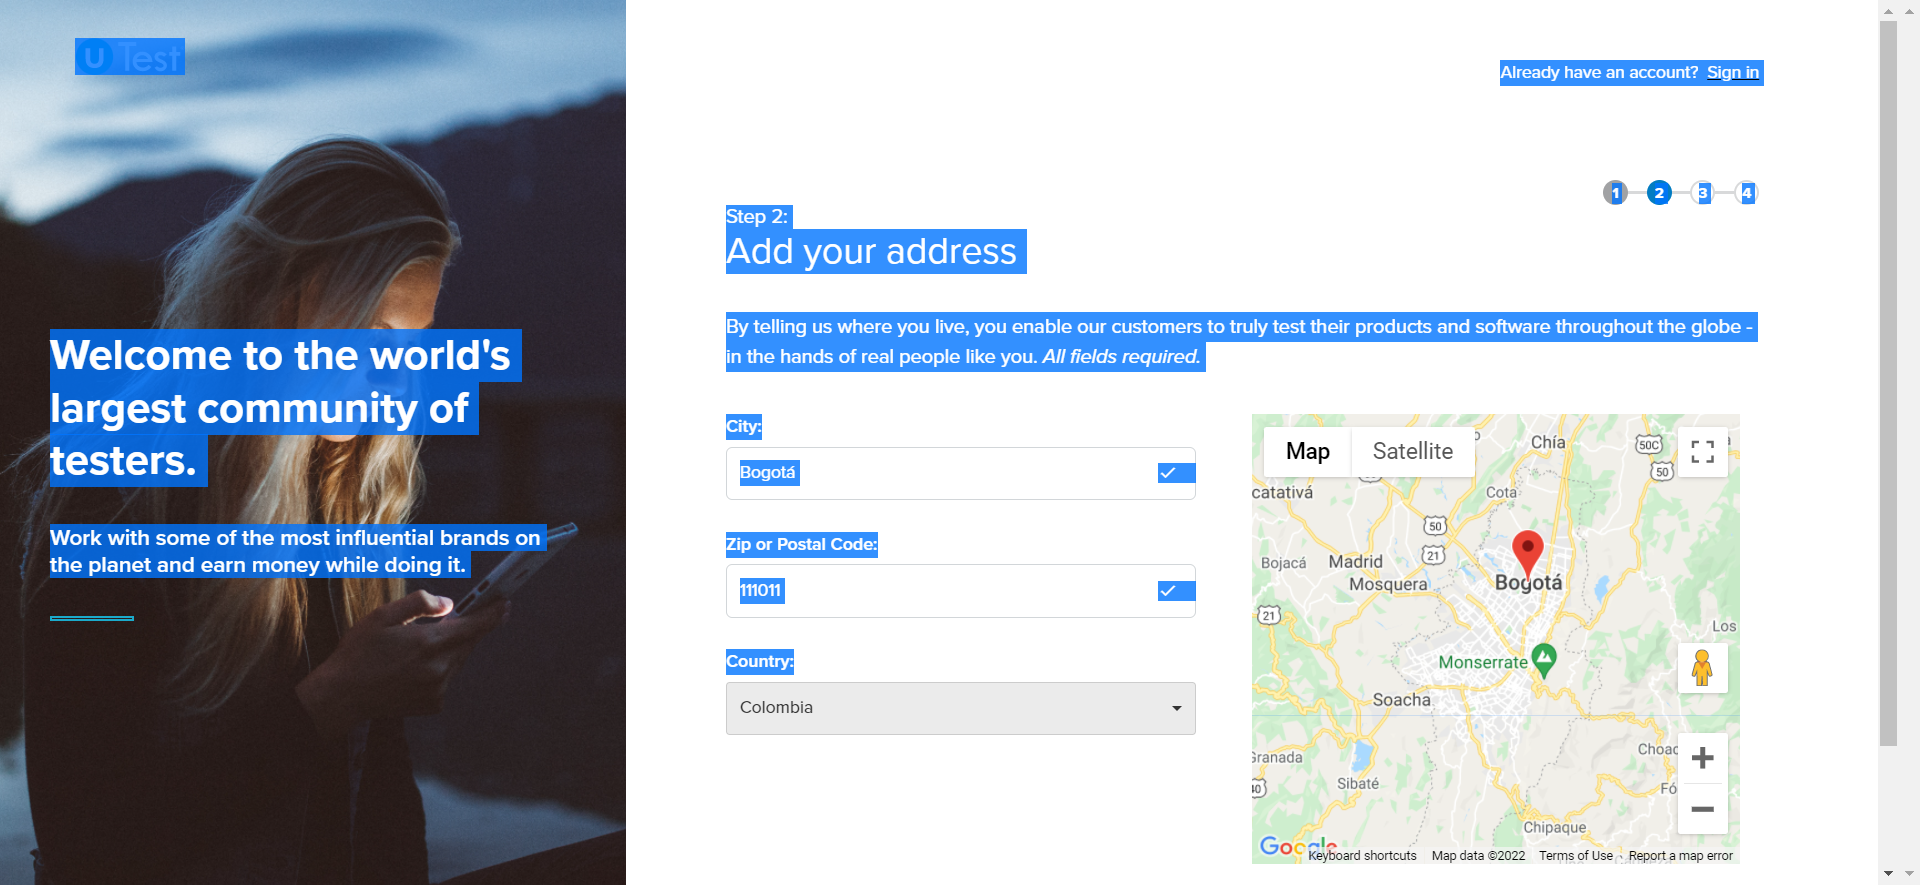 U Test
Already have an account? Sign in
1 2 3 4
Welcome to the world's
largest community of
testers.
Work with some of the most influential brands on
the planet and earn money while doing it.
Step 2:
Add your address
By telling us where you live, you enable our customers to truly test their products and software throughout the globe -
in the hands of real people like you. All fields required.
City:
Bogotá
Zip or Postal Code:
111011
Country:
Colombia
Map
Satellite
Chía
50C
50
catativá
Cota
50
21
Bojacá
Madrid
Mosquera
Bogotá
21
Los
Monserrate
Soacha
Choac
Granada
Sibaté
40
Fó
Chipaque
Google
Keyboard shortcuts
Map data ©2022
Terms of Use
Report a map error